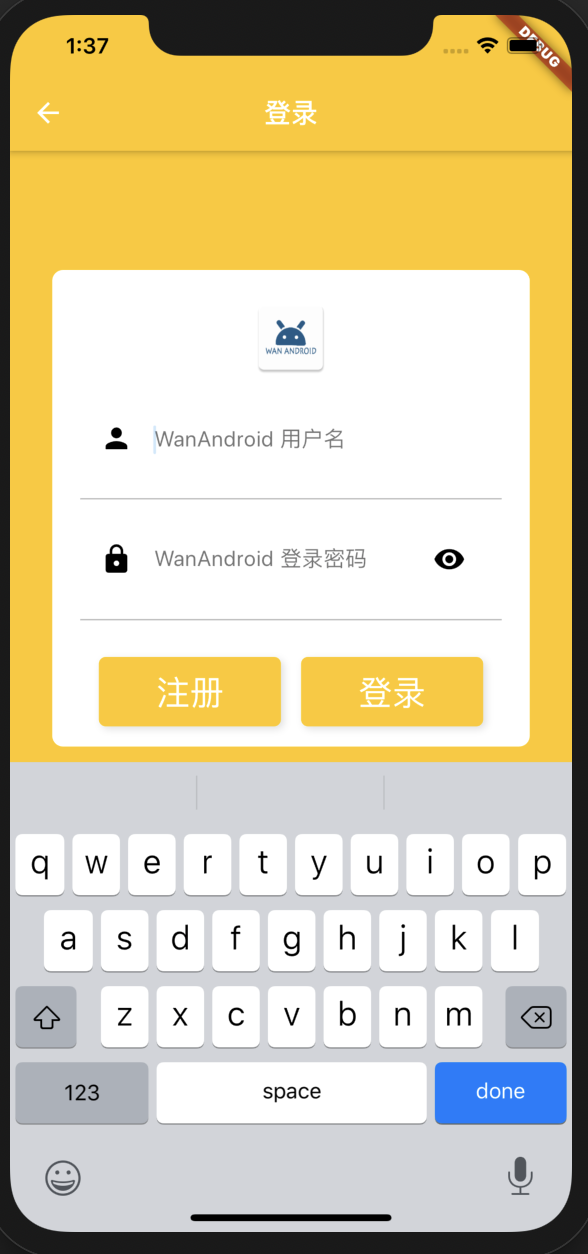 1:37
DEBUG
登录
WAN ANDROID
WanAndroid 用户名
WanAndroid 登录密码
注册 登录
q w e r t y u i o p
a s d f g h j k l
z x c v b n m
123 space done